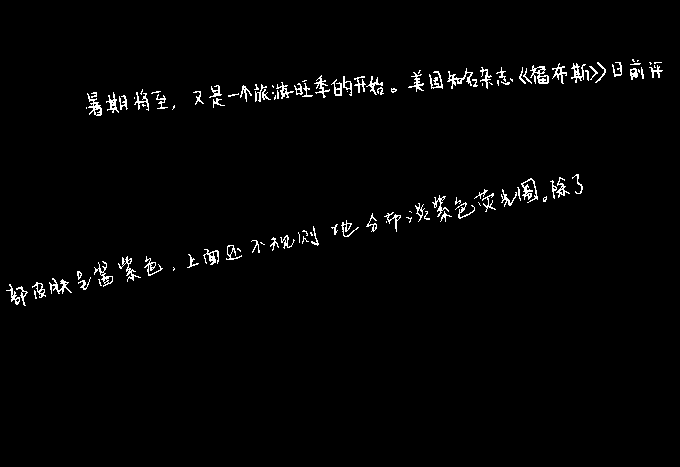 暑期将至，又是一个旅游旺季的开始。美国知名杂志《福布斯》日前评
部皮肤呈酱紫色，上面还不规则地分布淡紫色荧光圈。除了